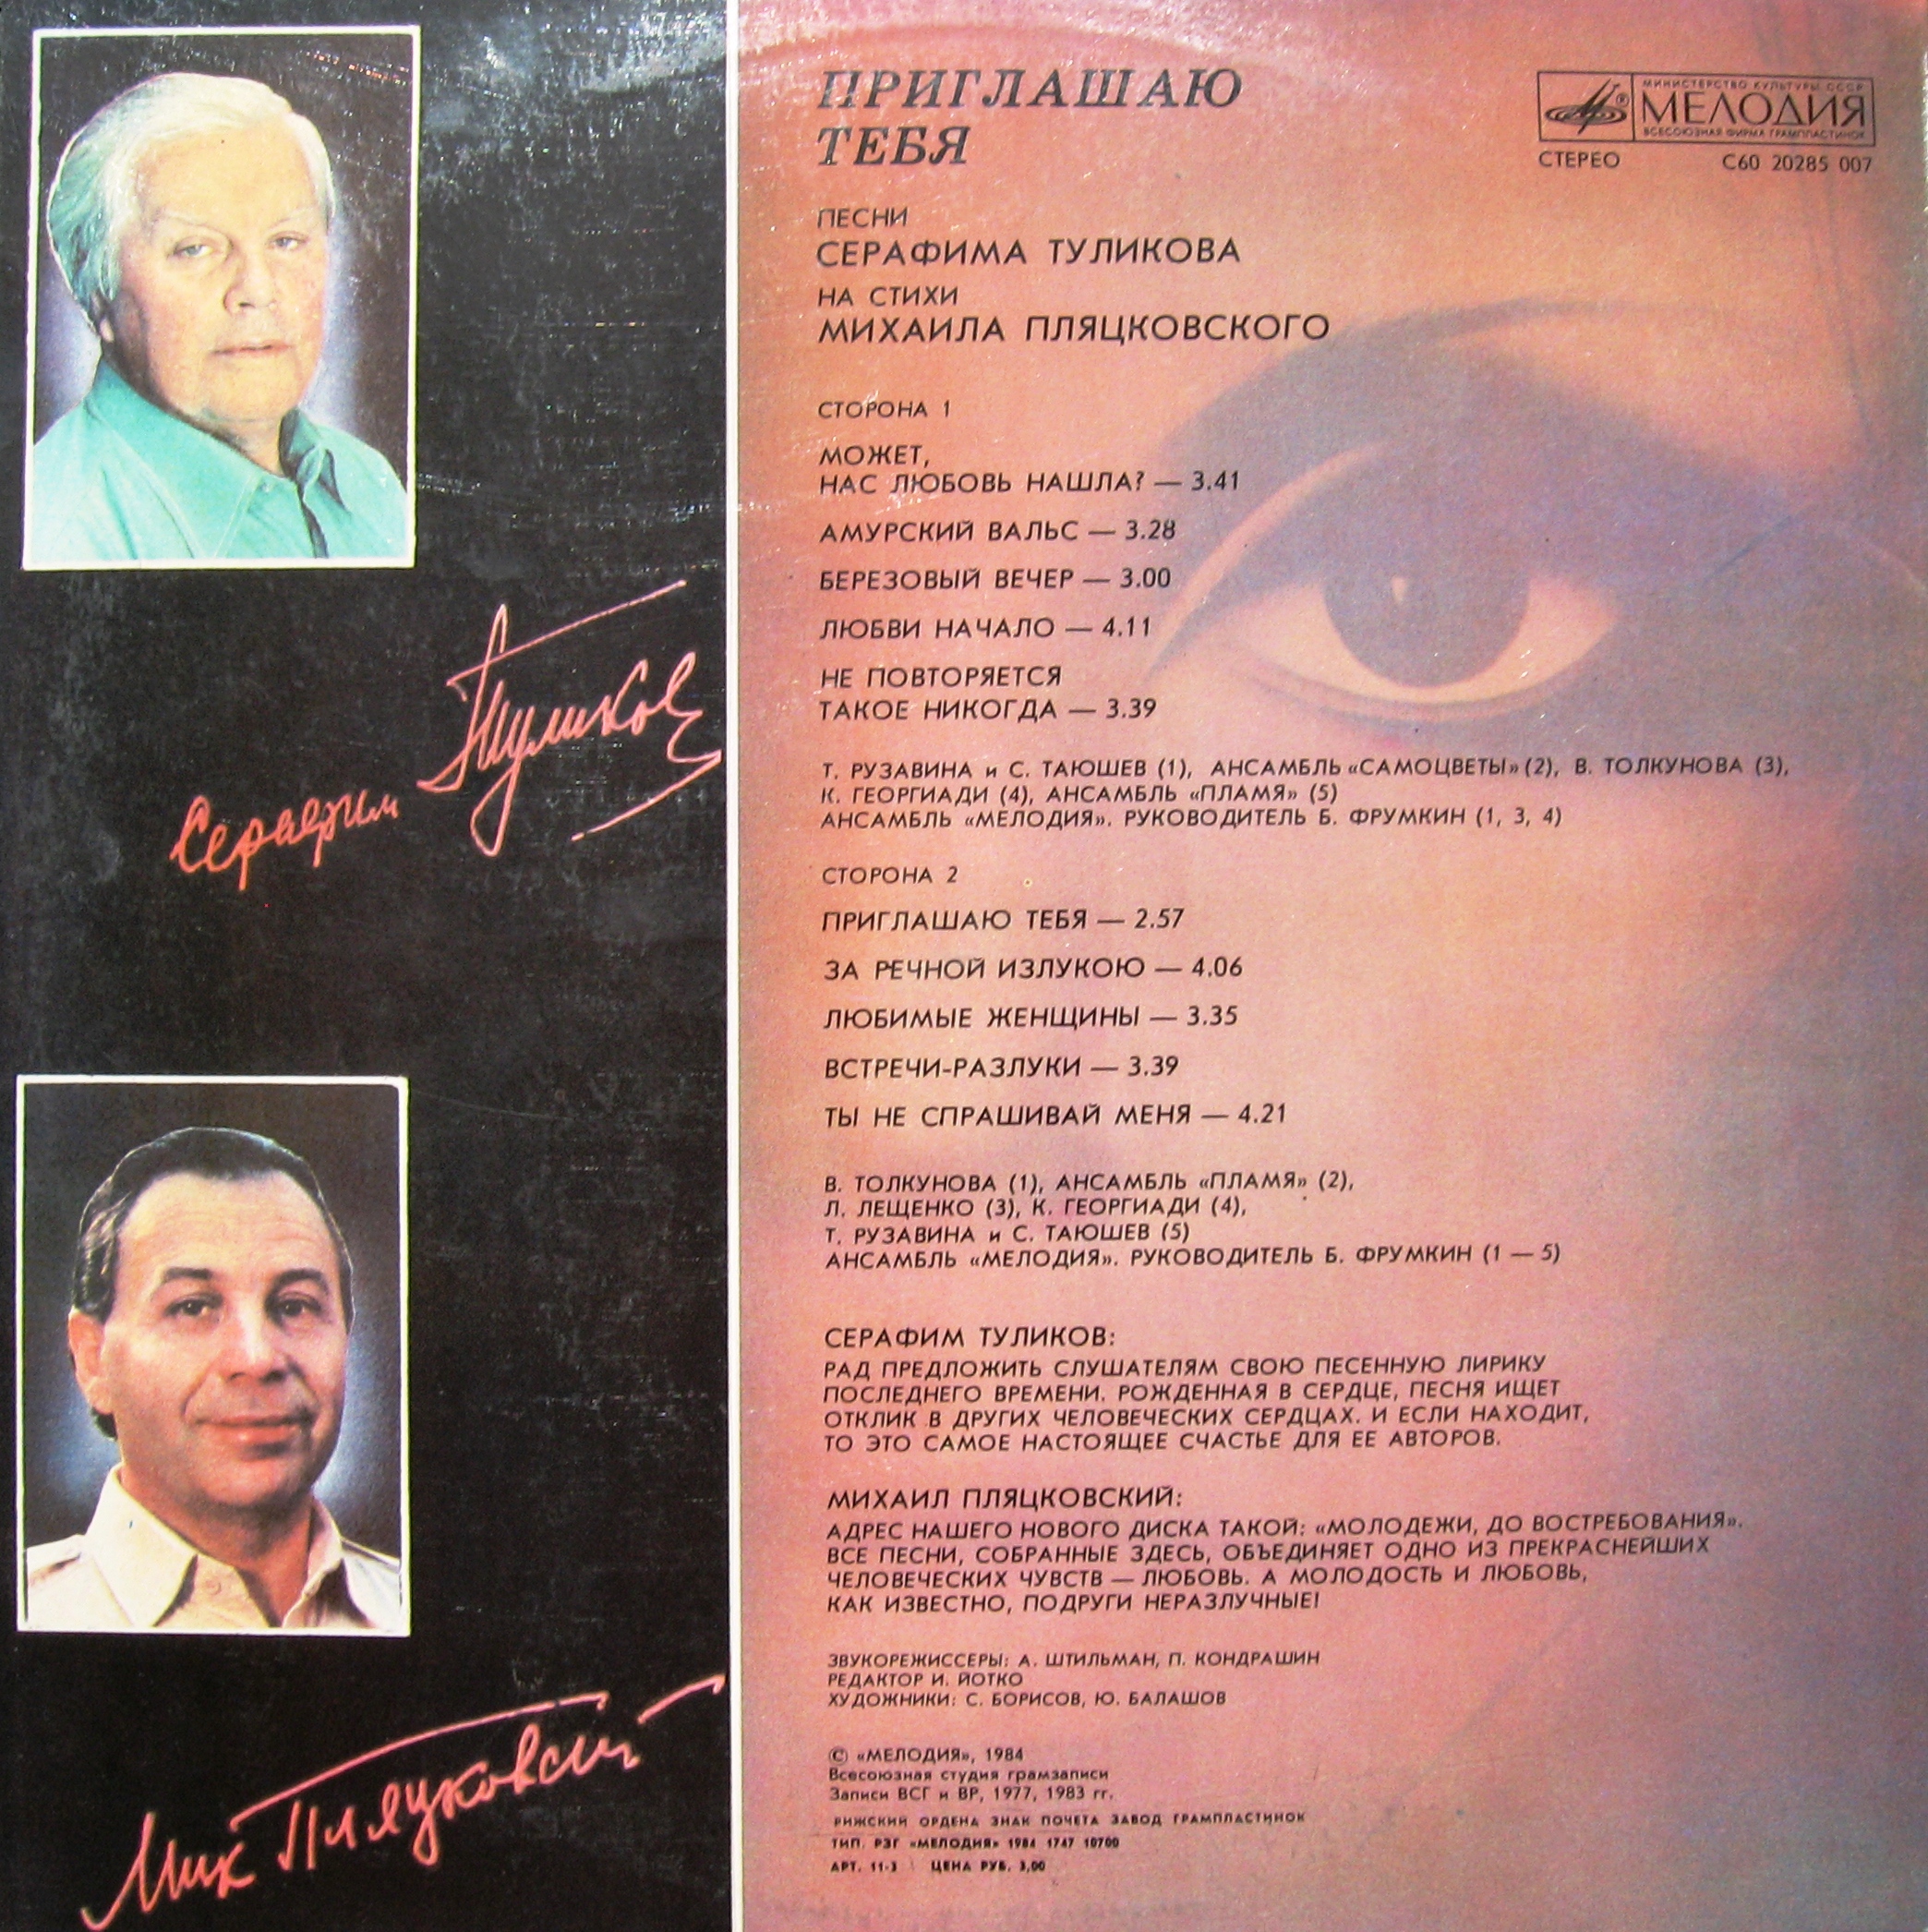 ПРИГЛАШАЮ
ТЕБЯ
МИНИСТЕРСТВО КУЛЬТУРЫ СССР
МЕЛОДИЯ
ВСЕСОЮЗНАЯ ФИРМА ГРАМПЛАСТИНОК
СТЕРЕО С60 20285 007
ПЕСНИ
СЕРАФИМА ТУЛИКОВА
НА СТИХИ
МИХАИЛА ПЛЯЦКОВСКОГО
СТОРОНА 1
МОЖЕТ,
НАС ЛЮБОВЬ НАШЛА? — 3.41
АМУРСКИЙ ВАЛЬС — 3.28
БЕРЕЗОВЫЙ ВЕЧЕР — 3.00
ЛЮБВИ НАЧАЛО — 4.11
НЕ ПОВТОРЯЕТСЯ
ТАКОЕ НИКОГДА — 3.39
Т. РУЗАВИНА и С. ТАЮШЕВ (1), АНСАМБЛЬ «САМОЦВЕТЫ» (2), В. ТОЛКУНОВА (3),
К. ГЕОРГИАДИ (4), АНСАМБЛЬ «ПЛАМЯ» (5)
АНСАМБЛЬ «МЕЛОДИЯ». РУКОВОДИТЕЛЬ Б. ФРУМКИН (1, 3, 4)
СТОРОНА 2
ПРИГЛАШАЮ ТЕБЯ — 2.57
ЗА РЕЧНОЙ ИЗЛУКОЮ — 4.06
ЛЮБИМЫЕ ЖЕНЩИНЫ — 3.35
ВСТРЕЧИ-РАЗЛУКИ — 3.39
ТЫ НЕ СПРАШИВАЙ МЕНЯ — 4.21
В. ТОЛКУНОВА (1), АНСАМБЛЬ «ПЛАМЯ» (2),
Л. ЛЕЩЕНКО (3), К. ГЕОРГИАДИ (4),
Т. РУЗАВИНА и С. ТАЮШЕВ (5)
АНСАМБЛЬ «МЕЛОДИЯ». РУКОВОДИТЕЛЬ Б. ФРУМКИН (1 — 5)
СЕРАФИМ ТУЛИКОВ:
РАД ПРЕДЛОЖИТЬ СЛУШАТЕЛЯМ СВОЮ ПЕСЕННУЮ ЛИРИКУ
ПОСЛЕДНЕГО ВРЕМЕНИ. РОЖДЕННАЯ В СЕРДЦЕ, ПЕСНЯ ИЩЕТ
ОТКЛИК В ДРУГИХ ЧЕЛОВЕЧЕСКИХ СЕРДЦАХ. И ЕСЛИ НАХОДИТ,
ТО ЭТО САМОЕ НАСТОЯЩЕЕ СЧАСТЬЕ ДЛЯ ЕЕ АВТОРОВ.
МИХАИЛ ПЛЯЦКОВСКИЙ:
АДРЕС НАШЕГО НОВОГО ДИСКА ТАКОЙ: «МОЛОДЕЖИ, ДО ВОСТРЕБОВАНИЯ».
ВСЕ ПЕСНИ, СОБРАННЫЕ ЗДЕСЬ, ОБЪЕДИНЯЕТ ОДНО ИЗ ПРЕКРАСНЕЙШИХ
ЧЕЛОВЕЧЕСКИХ ЧУВСТВ — ЛЮБОВЬ. А МОЛОДОСТЬ И ЛЮБОВЬ,
КАК ИЗВЕСТНО, ПОДРУГИ НЕРАЗЛУЧНЫЕ!
ЗВУКОРЕЖИССЕРЫ: А. ШТИЛЬМАН, П. КОНДРАШИН
РЕДАКТОР И. ЙОТКО
ХУДОЖНИКИ: С. БОРИСОВ, Ю. БАЛАШОВ
© «МЕЛОДИЯ», 1984
Всесоюзная студия грамзаписи
Записи ВСГ и ВР, 1977, 1983 гг.
РИЖСКИЙ ОРДЕНА ЗНАК ПОЧЕТА ЗАВОД ГРАМПЛАСТИНОК
ТИП. РЗГ «МЕЛОДИЯ» 1984 1747 10700
АРТ. 11-3 ЦЕНА РУБ. 3,00
Серафим Туликов
Мих Пляцковский